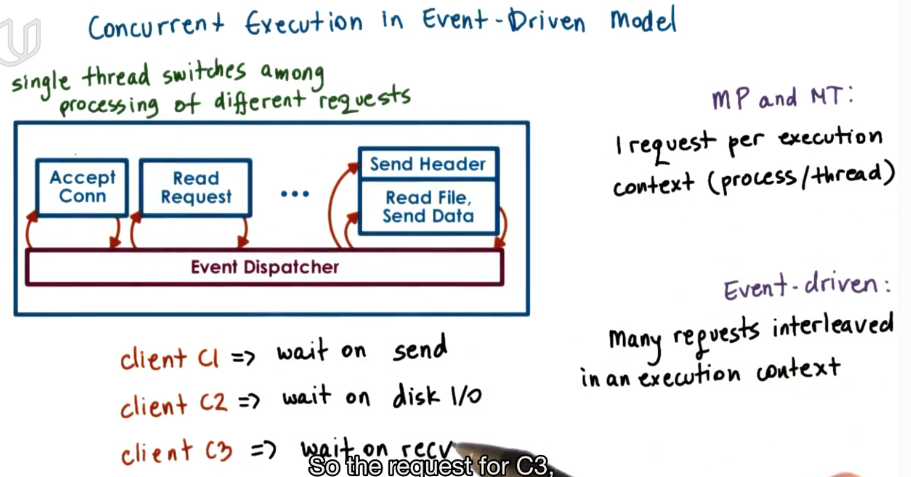 Concurrent Execution in Event-Driven Model
single thread switches among
processing of different requests
Accept
Conn
Read
Request
...
Send Header
Read File,
Send Data
Event Dispatcher
client C1 => wait on send
client C2 => wait on disk I/O
client C3 => wait on recv
MP and MT:
1 request per execution
context (process/thread)
Event-driven:
Many requests interleaved
in an execution context
So the request for C3,